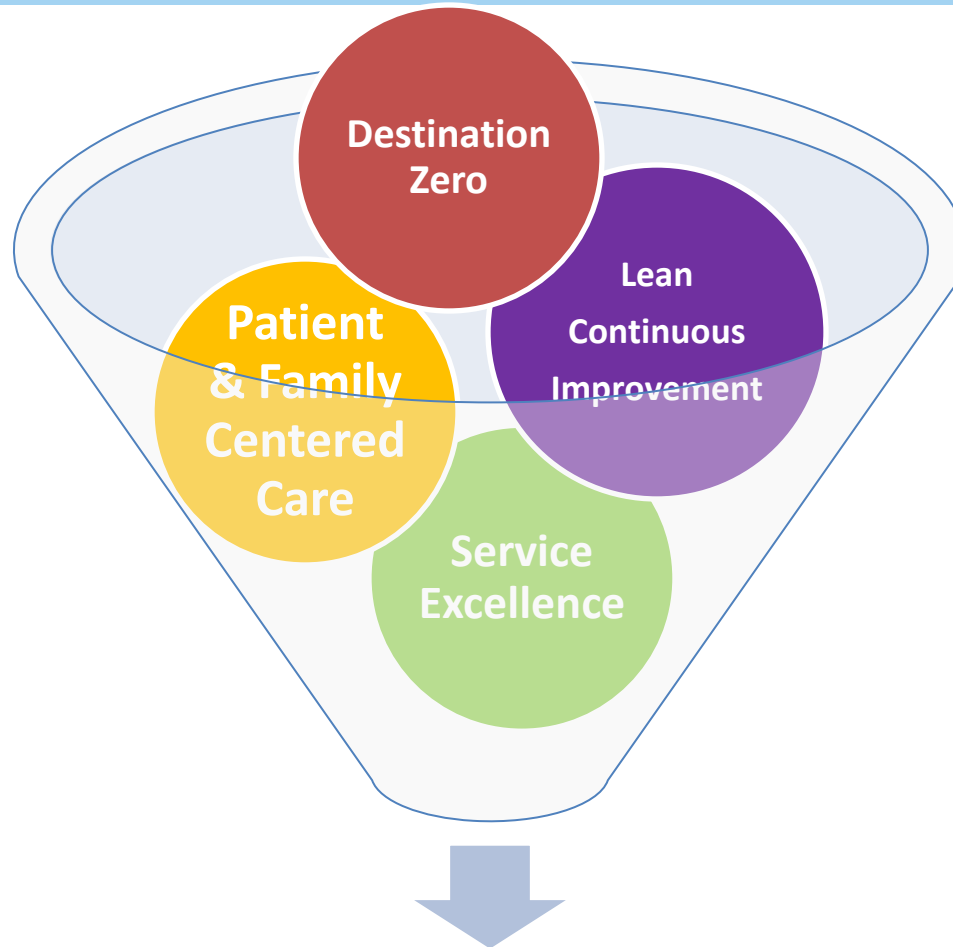 Destination
Zero
Lean
Continuous
Improvement
Patient
& Family
Centered
Care
Service
Excellence